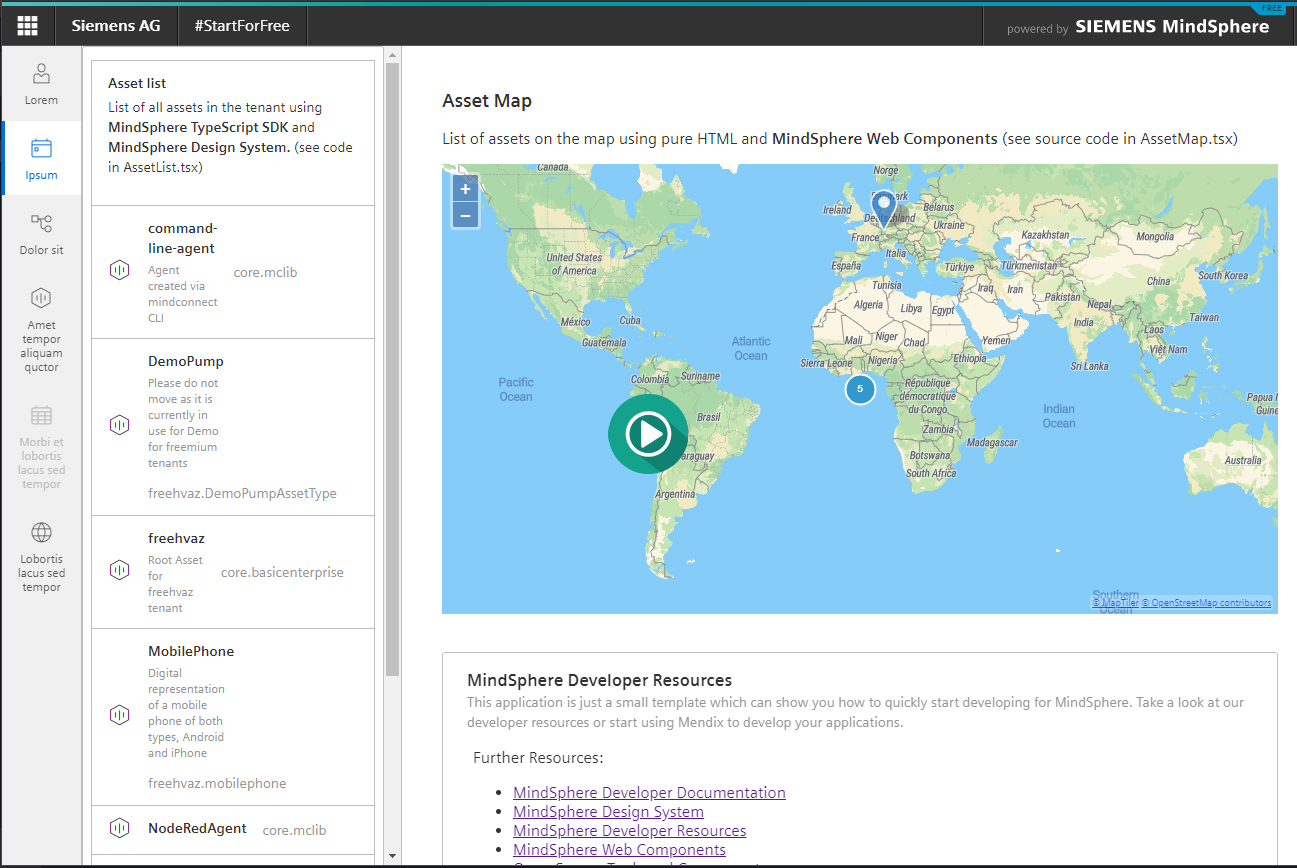 FREE
Siemens AG
#StartForFree
powered by SIEMENS MindSphere
Lorem
Ipsum
Dolor sit
Amet
tempor
aliquam
quctor
Morbi et
lobortis
lacus sed
tempor
Lobortis
lacus sed
tempor
Asset list
List of all assets in the tenant using
MindSphere TypeScript SDK and
MindSphere Design System. (see code
in AssetList.tsx)
command-
line-agent
Agent
created via
mindconnect
CLI
core.mclib
DemoPump
Please do not
move as it is
currently in
use for Demo
for freemium
tenants
freehvaz.DemoPumpAssetType
freehvaz
Root Asset
for
freehvaz
tenant
core.basicenterprise
MobilePhone
Digital
representation
of a mobile
phone of both
types, Android
and iPhone
freehvaz.mobilephone
NodeRedAgent
core.mclib
Asset Map
List of assets on the map using pure HTML and MindSphere Web Components (see source code in AssetMap.tsx)
+
−
Canada
Norge
Ireland
Deutschland
Belarus
Ukraine
France
Kazakhstan
Mongolia
United States
of America
España
Italia
Türkiye
Türkmenistan
China
South Korea
Tunisia
Iraq
Iran
Pakistan
Nepal
Algeria
Libya
Egypt
México
Cuba
India
Taiwan
Guatemala
Atlantic
Ocean
Mali
Niger
Chad
Yemen
Laos
Việt Nam
Sierra Leone
Nigeria
Ethiopia
Sri Lanka
Pacific
Ocean
Colombia
Suriname
5
République
démocratique
du Congo
Papua
Guine
Brasil
Indian
Ocean
Zambia
Madagascar
araguay
Botswana
Australia
South Africa
Argentina
Southern
Ocean
© MapTiler © OpenStreetMap contributors
MindSphere Developer Resources
This application is just a small template which can show you how to quickly start developing for MindSphere. Take a look at our
developer resources or start using Mendix to develop your applications.
Further Resources:
MindSphere Developer Documentation
MindSphere Design System
MindSphere Developer Resources
MindSphere Web Components